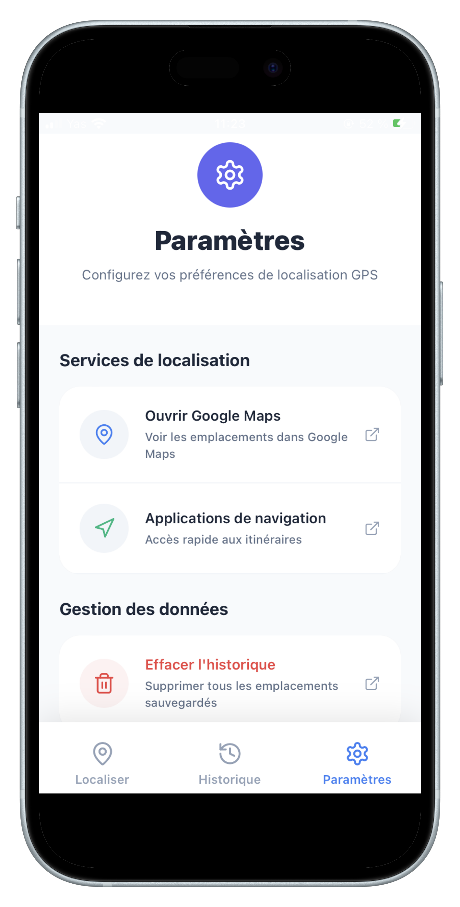 Paramètres
Configurez vos préférences de localisation GPS
Services de localisation
Ouvrir Google Maps
Voir les emplacements dans Google
Maps
Applications de navigation
Accès rapide aux itinéraires
Gestion des données
Effacer l'historique
Supprimer tous les emplacements
sauvegardés
Localiser
Historique
Paramètres